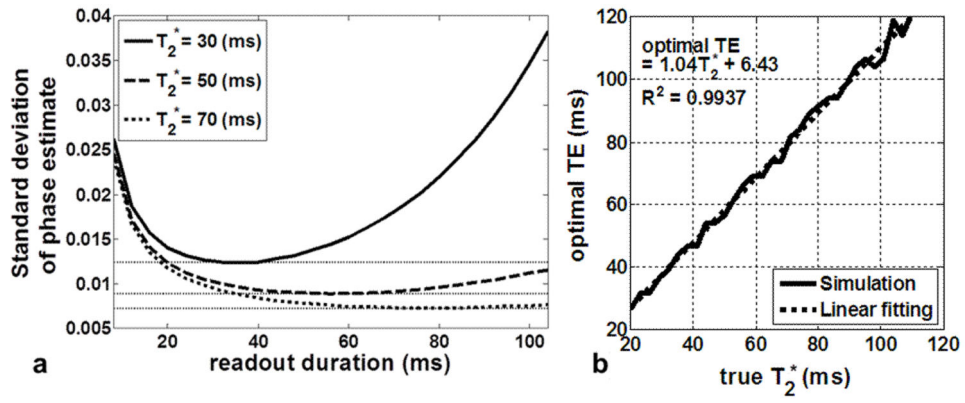 0.04
0.035
0.03
0.025
0.02
0.015
0.01
0.005
Standard deviation
of phase estimate
T₂* = 30 (ms)
T₂* = 50 (ms)
T₂* = 70 (ms)
20 40 60 80 100
readout duration (ms)
a
120
100
80
60
40
20
optimal TE (ms)
optimal TE
= 1.04T₂* + 6.43
R² = 0.9937
Simulation
Linear fitting
20 40 60 80 100 120
true T₂* (ms)
b